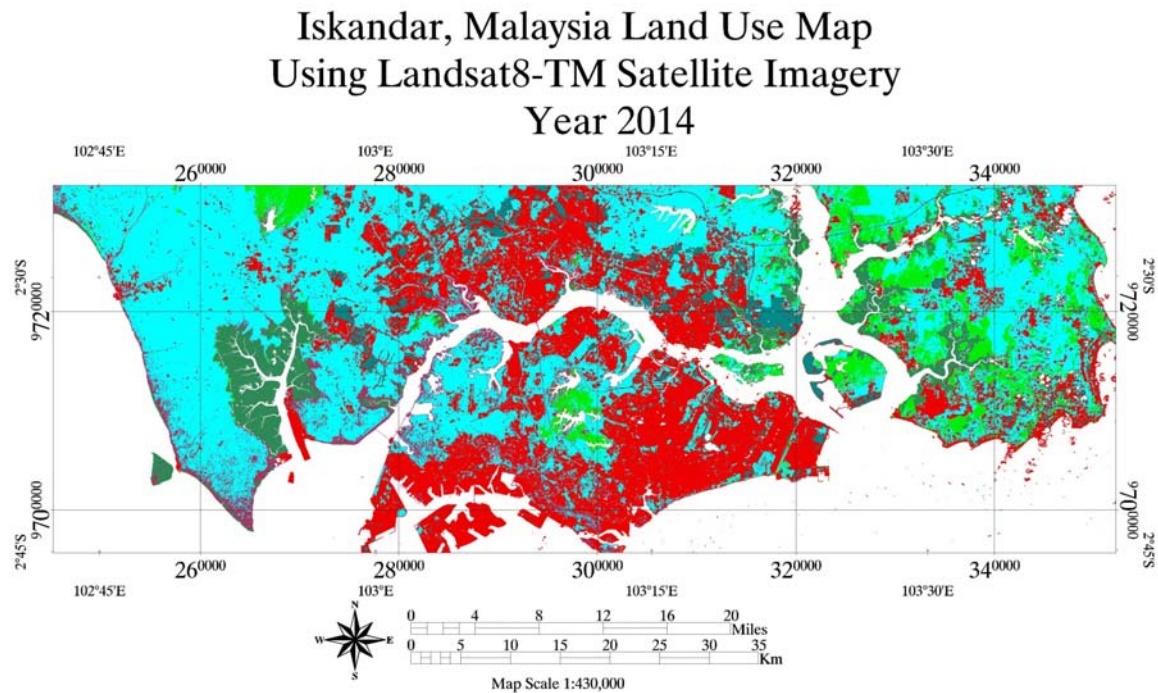 Iskandar, Malaysia Land Use Map
Using Landsat8-TM Satellite Imagery
Year 2014
102°45'E 103°E 103°15'E 103°30'E
26⁰⁰⁰⁰ 28⁰⁰⁰⁰ 30⁰⁰⁰⁰ 32⁰⁰⁰⁰ 34⁰⁰⁰⁰
2°30'S 2°30'S
972⁰⁰⁰⁰ 972⁰⁰⁰⁰
970⁰⁰⁰⁰ 970⁰⁰⁰⁰
2°45'S 2°45'S
26⁰⁰⁰⁰ 28⁰⁰⁰⁰ 30⁰⁰⁰⁰ 32⁰⁰⁰⁰ 34⁰⁰⁰⁰
102°45'E 103°E 103°15'E 103°30'E
N
W E
S
0 4 8 12 16 20
Miles
0 5 10 15 20 25 30 35
Km
Map Scale 1:430,000